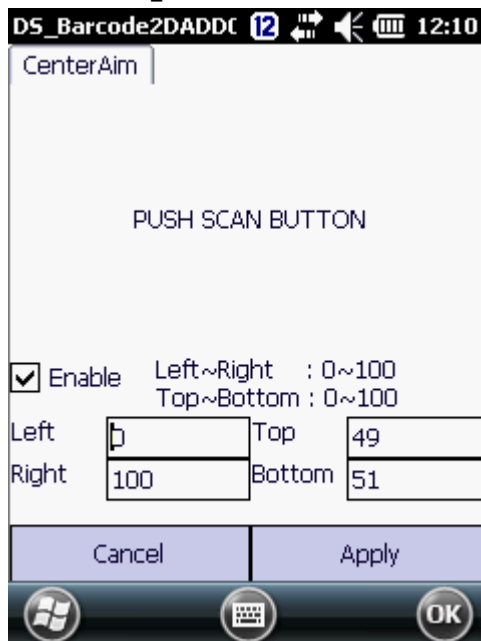 DS_Barcode2DADDC 12 12:10
CenterAim
PUSH SCAN BUTTON
Enable Left~Right : 0~100
Top~Bottom : 0~100
Left 0 Top 49
Right 100 Bottom 51
Cancel Apply
OK